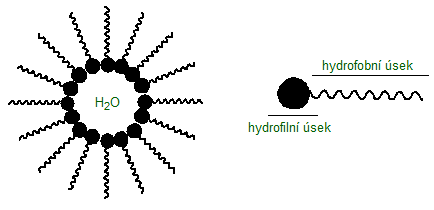 H₂O
hydrofobní úsek
hydrofilní úsek